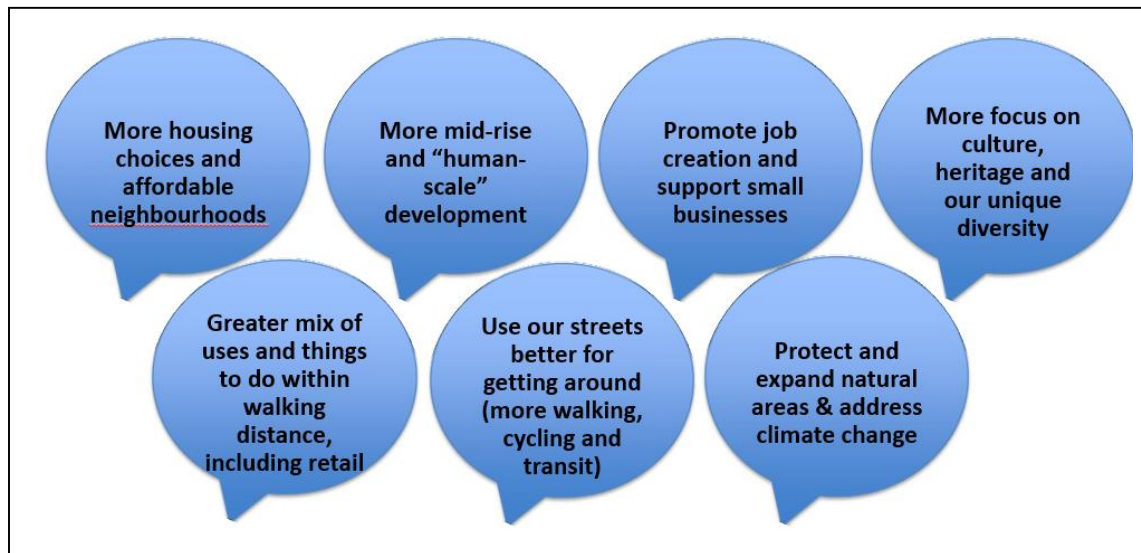 More housing
choices and
affordable
neighbourhoods
More mid-rise
and “human-
scale”
development
Promote job
creation and
support small
businesses
More focus on
culture,
heritage and
our unique
diversity
Greater mix of
uses and things
to do within
walking
distance,
including retail
Use our streets
better for
getting around
(more walking,
cycling and
transit)
Protect and
expand natural
areas & address
climate change